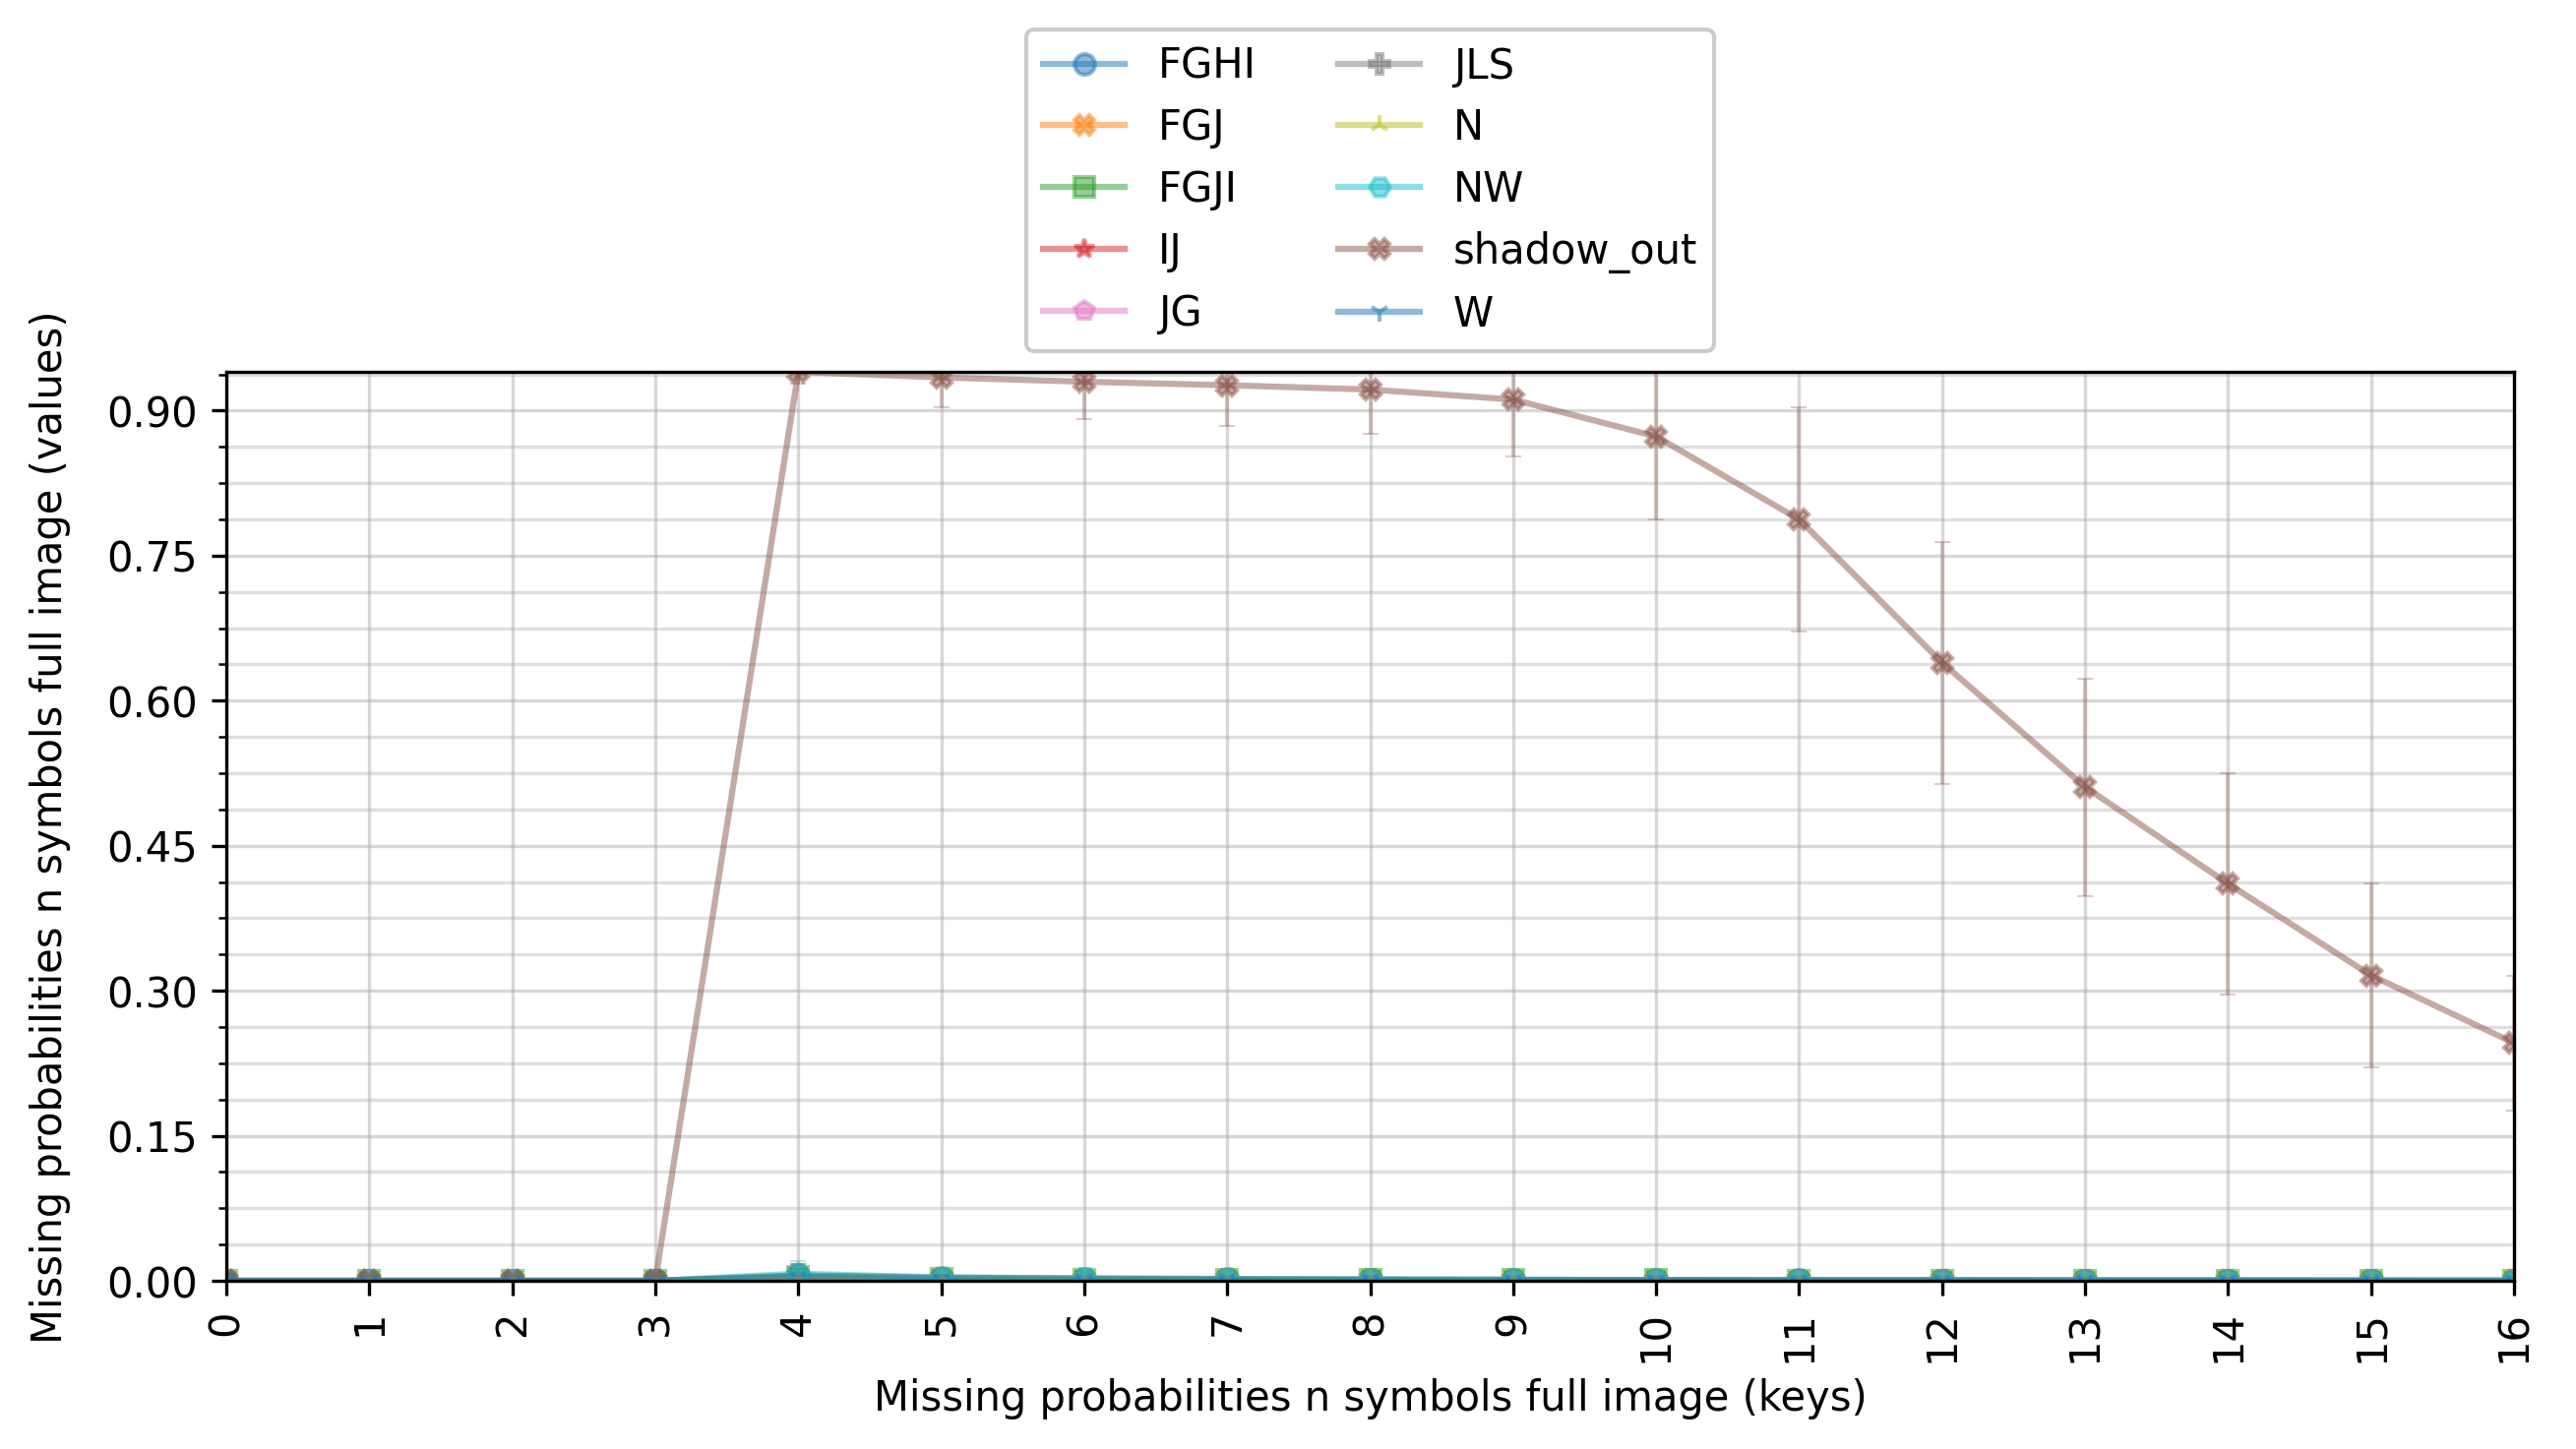 FGHI
FGJ
FGJI
IJ
JG
JLS
N
NW
shadow_out
W
Missing probabilities n symbols full image (values)
0.90
0.75
0.60
0.45
0.30
0.15
0.00
0 1 2 3 4 5 6 7 8 9 10 11 12 13 14 15 16
Missing probabilities n symbols full image (keys)